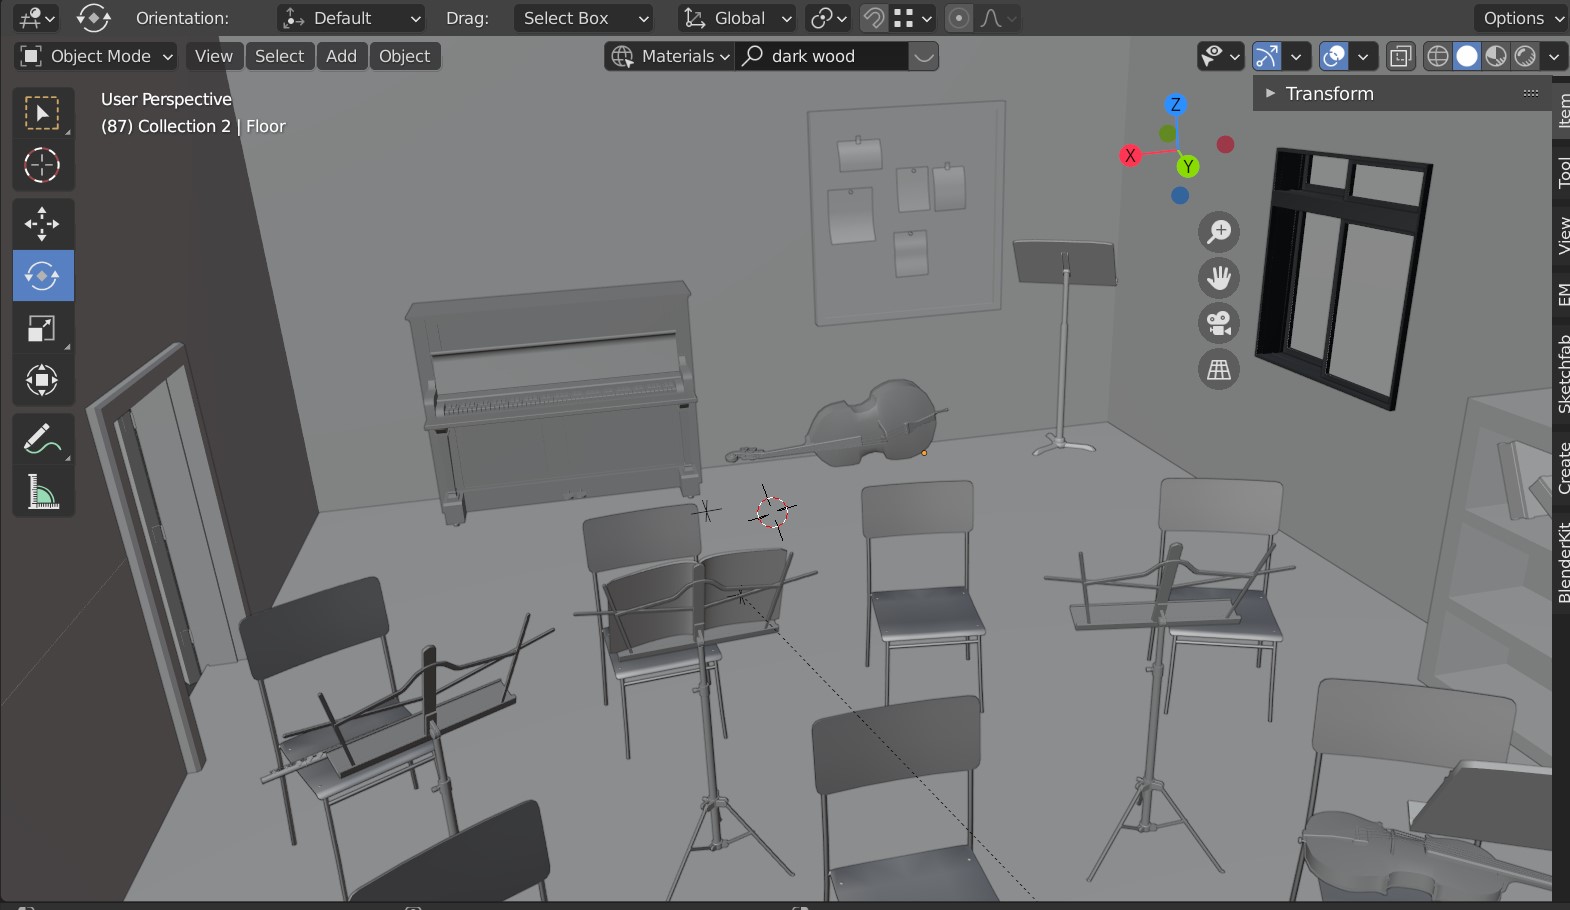 Orientation: Default Drag: Select Box Global Options
Object Mode View Select Add Object Materials dark wood
User Perspective
(87) Collection 2 | Floor
Transform
Z
X
Y
Item
Tool
View
EM
Sketchfab
Create
BlenderKit